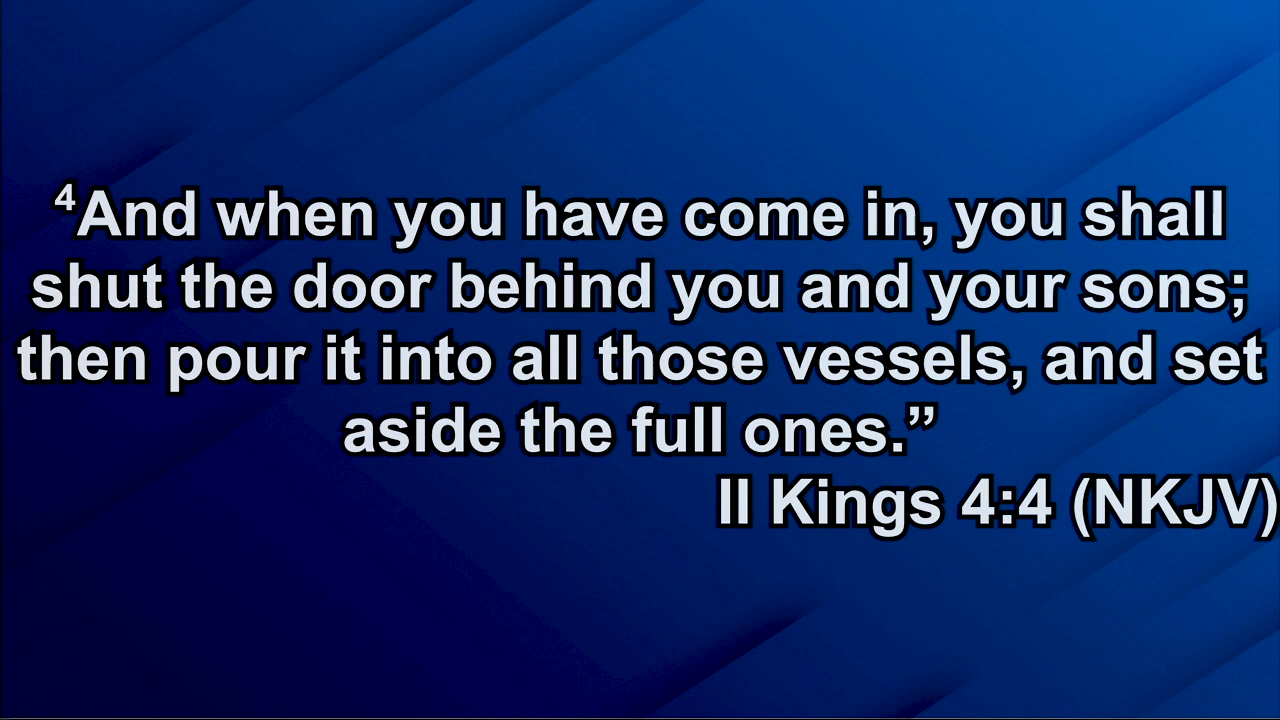 ⁴And when you have come in, you shall
shut the door behind you and your sons;
then pour it into all those vessels, and set
aside the full ones.”
II Kings 4:4 (NKJV)